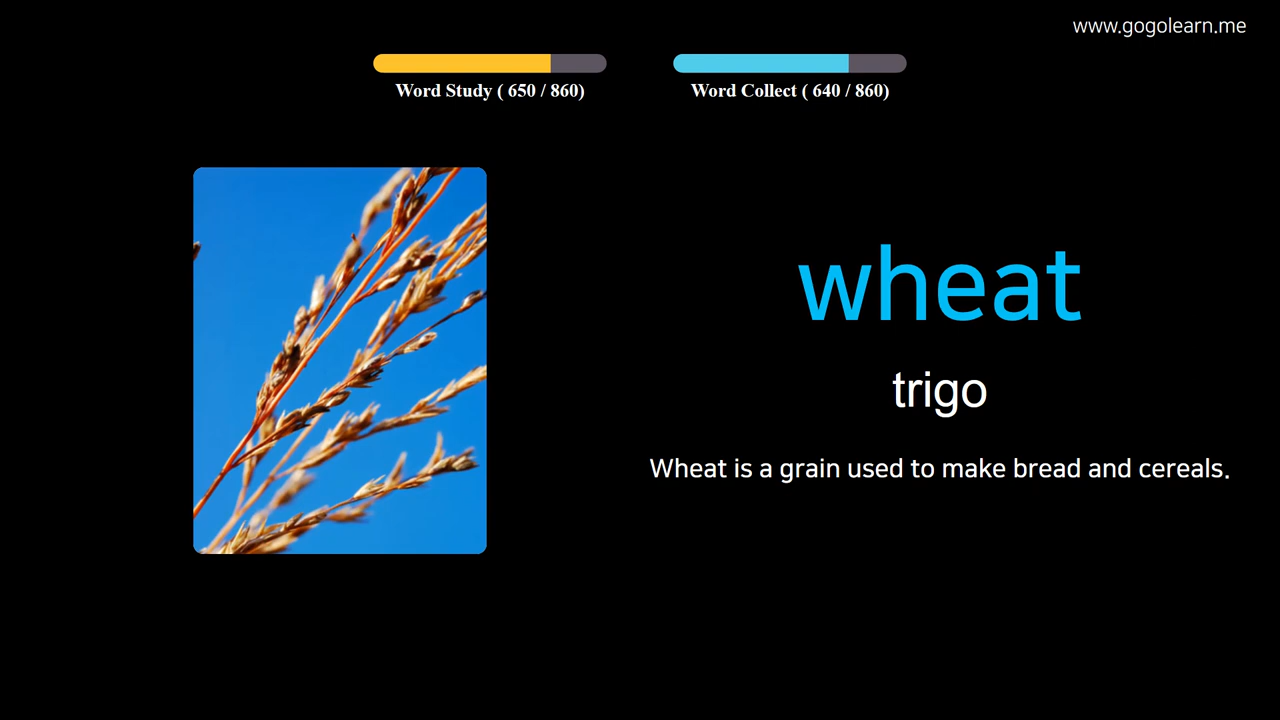 www.gogolearn.me
Word Study ( 650 / 860)
Word Collect ( 640 / 860)
wheat
trigo
Wheat is a grain used to make bread and cereals.